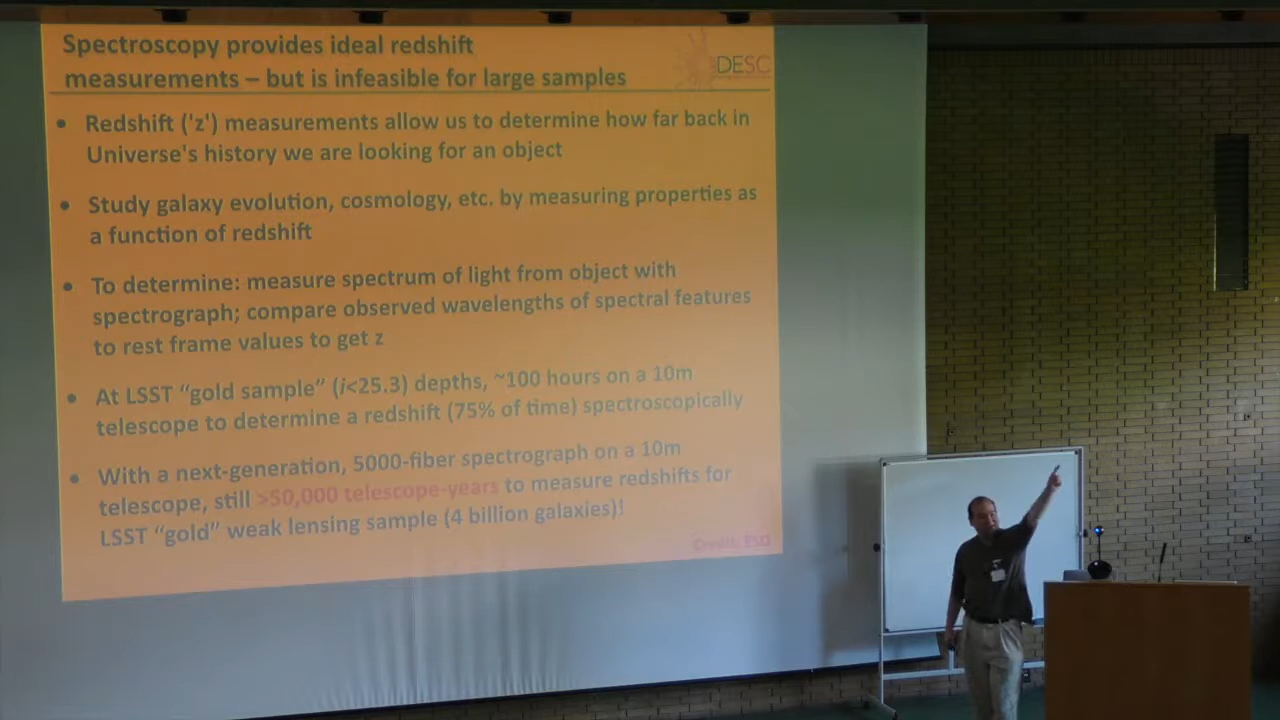 Spectroscopy provides ideal redshift
measurements – but is infeasible for large samples
DESC
• Redshift ('z') measurements allow us to determine how far back in
Universe's history we are looking for an object
• Study galaxy evolution, cosmology, etc. by measuring properties as
a function of redshift
• To determine: measure spectrum of light from object with
spectrograph; compare observed wavelengths of spectral features
to rest frame values to get z
• At LSST “gold sample” (i<25.3) depths, ~100 hours on a 10m
telescope to determine a redshift (75% of time) spectroscopically
• With a next-generation, 5000-fiber spectrograph on a 10m
telescope, still >50,000 telescope-years to measure redshifts for
LSST “gold” weak lensing sample (4 billion galaxies)!
Credit: ESO